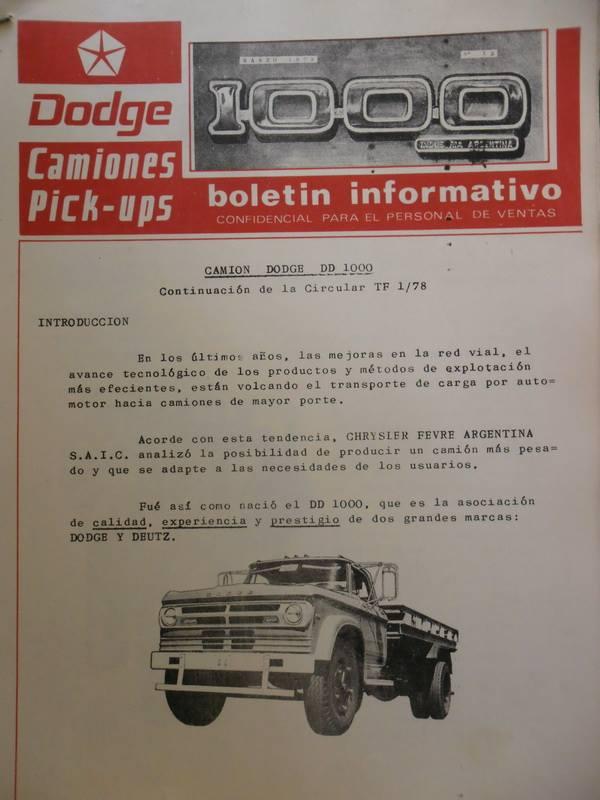 Dodge
Camiones
Pick-ups
MARZO 1978
1000
INDUSTRIA ARGENTINA
boletin informativo
CONFIDENCIAL PARA EL PERSONAL DE VENTAS
CAMION DODGE DD 1000
Continuación de la Circular TF 1/78
INTRODUCCION
En los últimos años, las mejoras en la red vial, el
avance tecnológico de los productos y métodos de explotación
más efecientes, están volcando el transporte de carga por auto=
motor hacia camiones de mayor porte.
Acorde con esta tendencia, CHRYSLER FEVRE ARGENTINA
S.A.I.C. analizó la posibilidad de producir un camión más pesa=
do y que se adapte a las necesidades de los usuarios.
Fué así como nació el DD 1000, que es la asociación
de calidad, experiencia y prestigio de dos grandes marcas:
DODGE Y DEUTZ.
DODGE